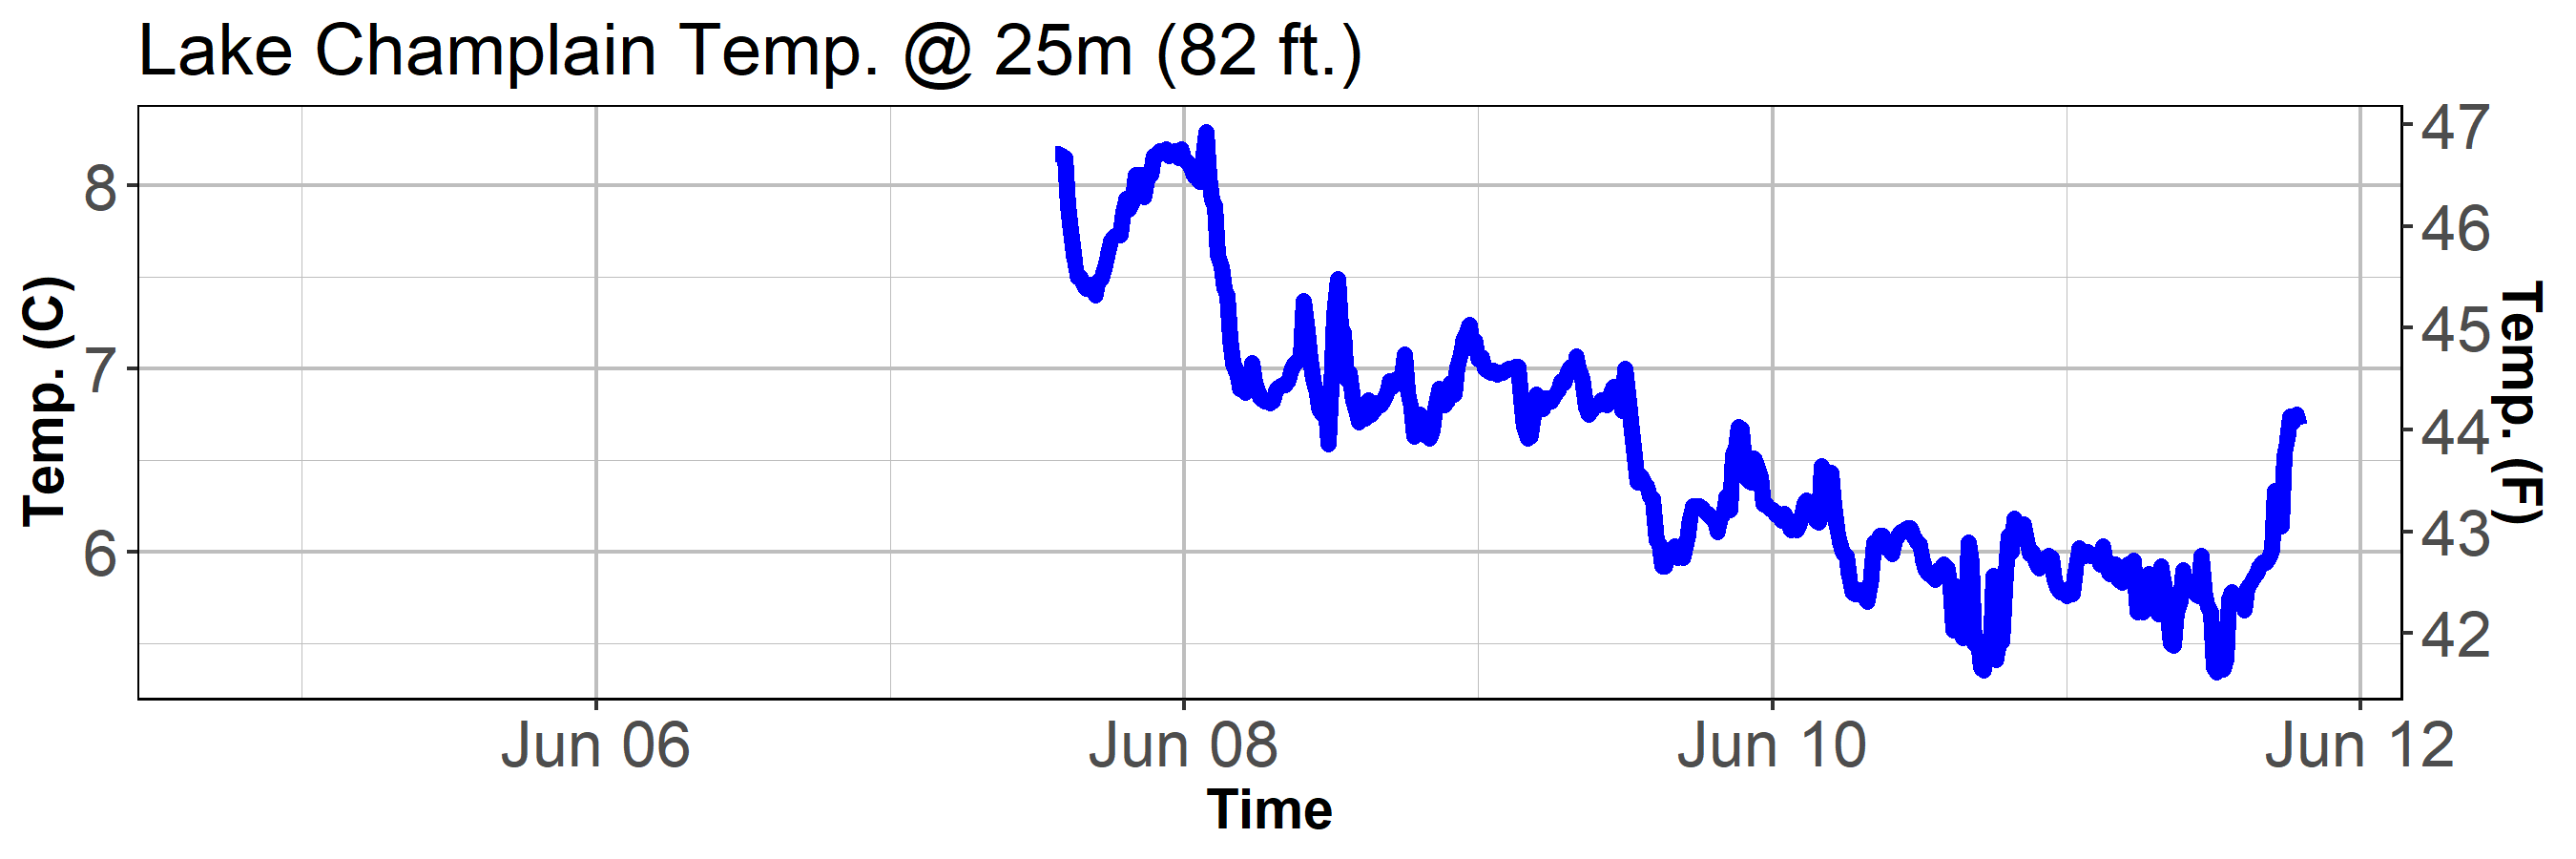 Lake Champlain Temp. @ 25m (82 ft.)
Temp. (C)
8
7
6
47
46
45
44
43
42
Temp. (F)
Jun 06
Jun 08
Jun 10
Jun 12
Time